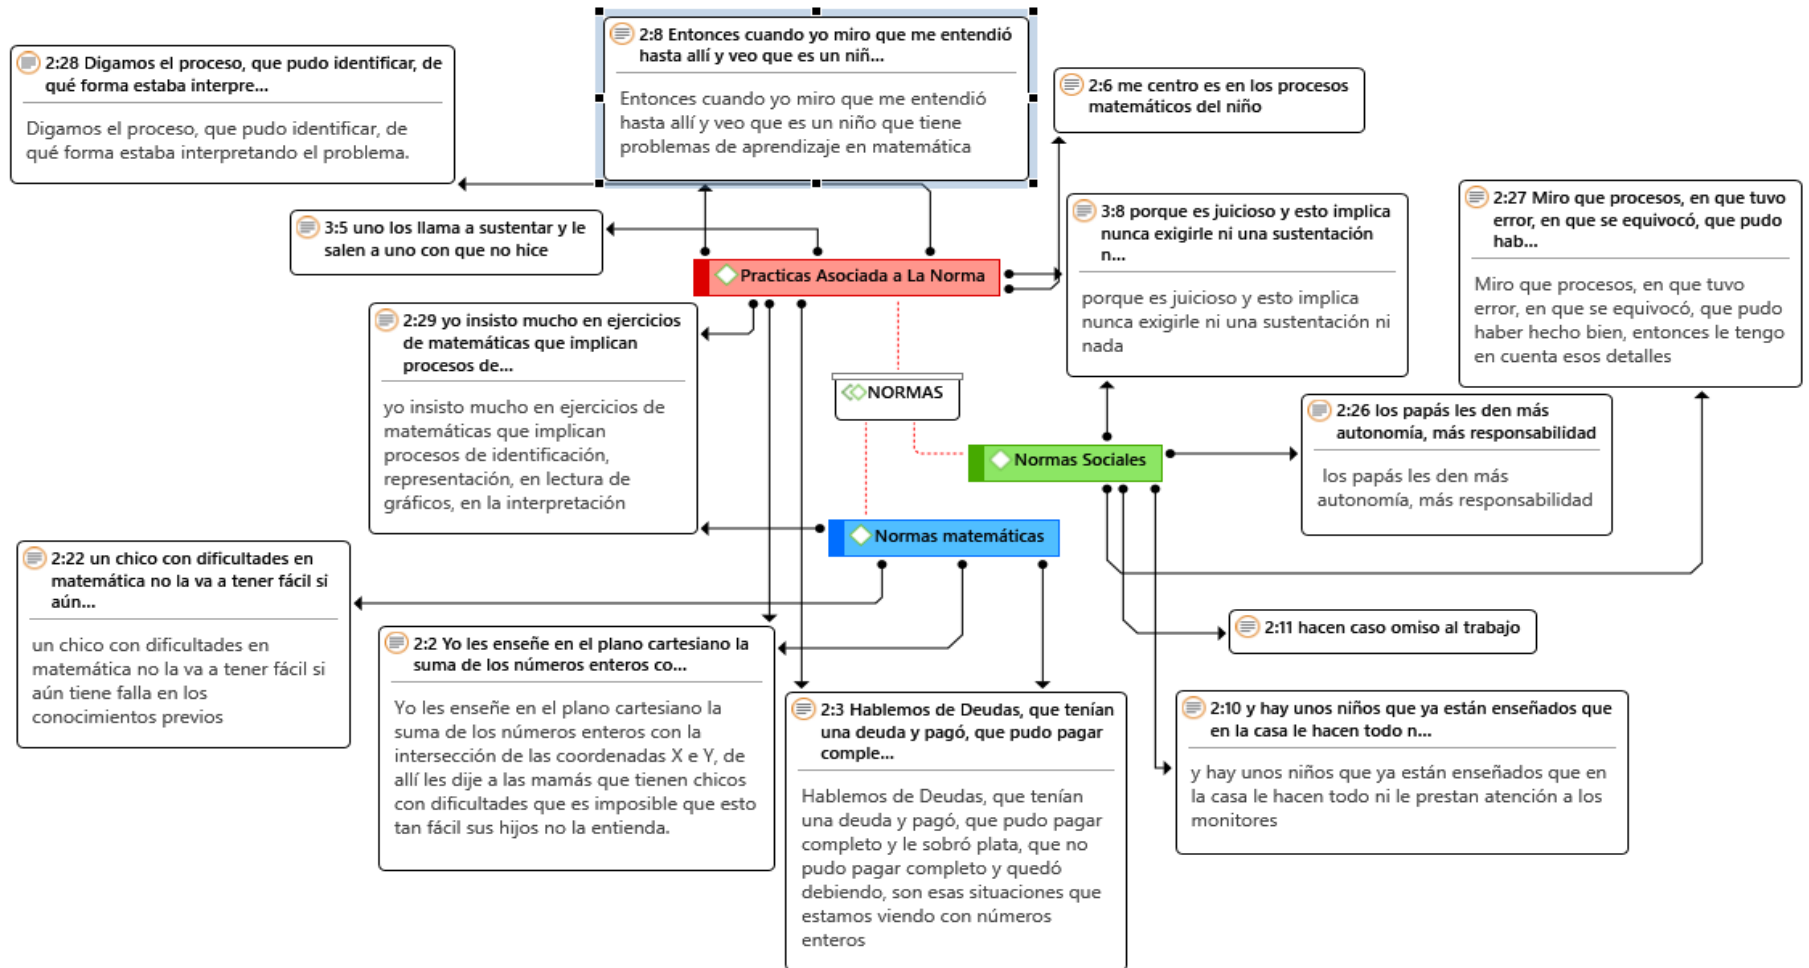 2:28 Digamos el proceso, que pudo identificar, de
qué forma estaba interpre...
Digamos el proceso, que pudo identificar, de
qué forma estaba interpretando el problema.
2:8 Entonces cuando yo miro que me entendió
hasta allí y veo que es un niñ...
Entonces cuando yo miro que me entendió
hasta allí y veo que es un niño que tiene
problemas de aprendizaje en matemática
2:6 me centro es en los procesos
matemáticos del niño
3:5 uno los llama a sustentar y le
salen a uno con que no hice
3:8 porque es juicioso y esto implica
nunca exigirle ni una sustentación
n...
porque es juicioso y esto implica
nunca exigirle ni una sustentación ni
nada
2:27 Miro que procesos, en que tuvo
error, en que se equivocó, que pudo
hab...
Miro que procesos, en que tuvo
error, en que se equivocó, que pudo
haber hecho bien, entonces le tengo
en cuenta esos detalles
Practicas Asociada a La Norma
2:29 yo insisto mucho en ejercicios
de matemáticas que implican
procesos de...
yo insisto mucho en ejercicios de
matemáticas que implican
procesos de identificación,
representación, en lectura de
gráficos, en la interpretación
NORMAS
2:26 los papás les den más
autonomía, más responsabilidad
los papás les den más
autonomía, más responsabilidad
Normas Sociales
Normas matemáticas
2:22 un chico con dificultades en
matemática no la va a tener fácil si
aún...
un chico con dificultades en
matemática no la va a tener fácil si
aún tiene falla en los
conocimientos previos
2:2 Yo les enseñe en el plano cartesiano la
suma de los números enteros co...
Yo les enseñe en el plano cartesiano la
suma de los números enteros con la
intersección de las coordenadas X e Y, de
allí les dije a las mamás que tienen chicos
con dificultades que es imposible que esto
tan fácil sus hijos no la entienda.
2:3 Hablemos de Deudas, que tenían
una deuda y pagó, que pudo pagar
comple...
Hablemos de Deudas, que tenían
una deuda y pagó, que pudo pagar
completo y le sobró plata, que no
pudo pagar completo y quedó
debiendo, son esas situaciones que
estamos viendo con números
enteros
2:11 hacen caso omiso al trabajo
2:10 y hay unos niños que ya están enseñados que
en la casa le hacen todo n...
y hay unos niños que ya están enseñados que en
la casa le hacen todo ni le prestan atención a los
monitores